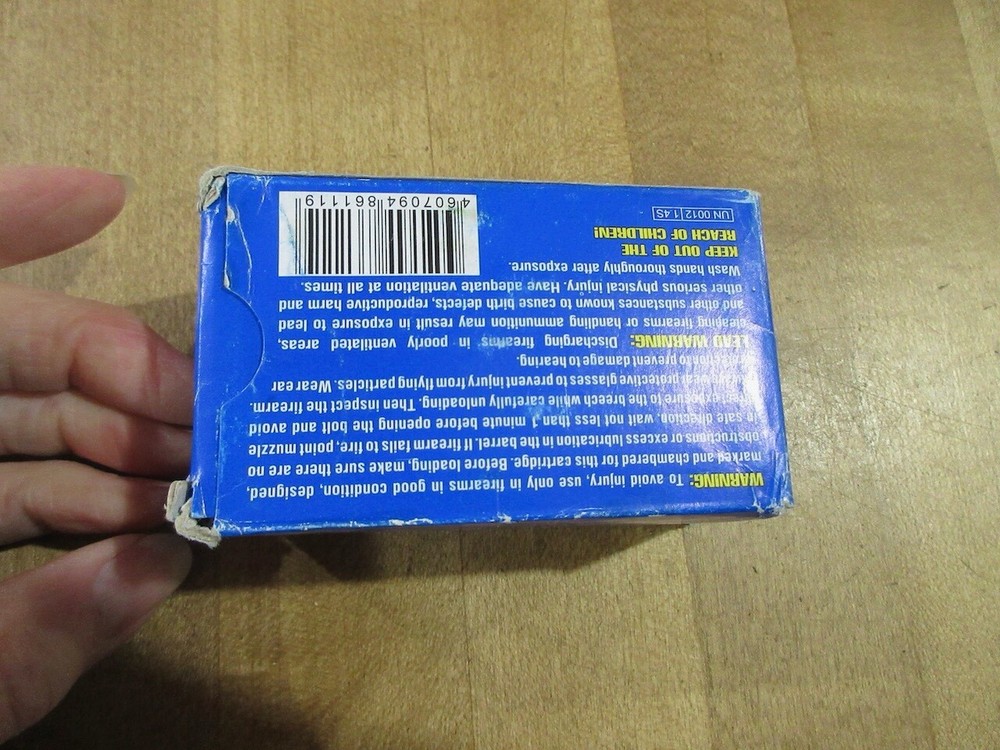 WARNING: To avoid injury, use only in firearms in good condition, designed,
marked and chambered for this cartridge. Before loading, make sure there are no
obstructions or excess lubrication in the barrel. If firearm fails to fire, point muzzle
in safe direction, wait not less than 1 minute before opening the bolt and avoid
exposure to the breech while carefully unloading. Then inspect the firearm.
wear protective glasses to prevent injury from flying particles. Wear ear
protection to prevent damage to hearing.
LEAD WARNING: Discharging firearms in poorly ventilated areas,
cleaning firearms or handling ammunition may result in exposure to lead
and other substances known to cause birth defects, reproductive harm and
other serious physical injury. Have adequate ventilation at all times.
Wash hands thoroughly after exposure.
KEEP OUT OF THE
REACH OF CHILDREN!
UN 0012 1.4S
4 607094 861119